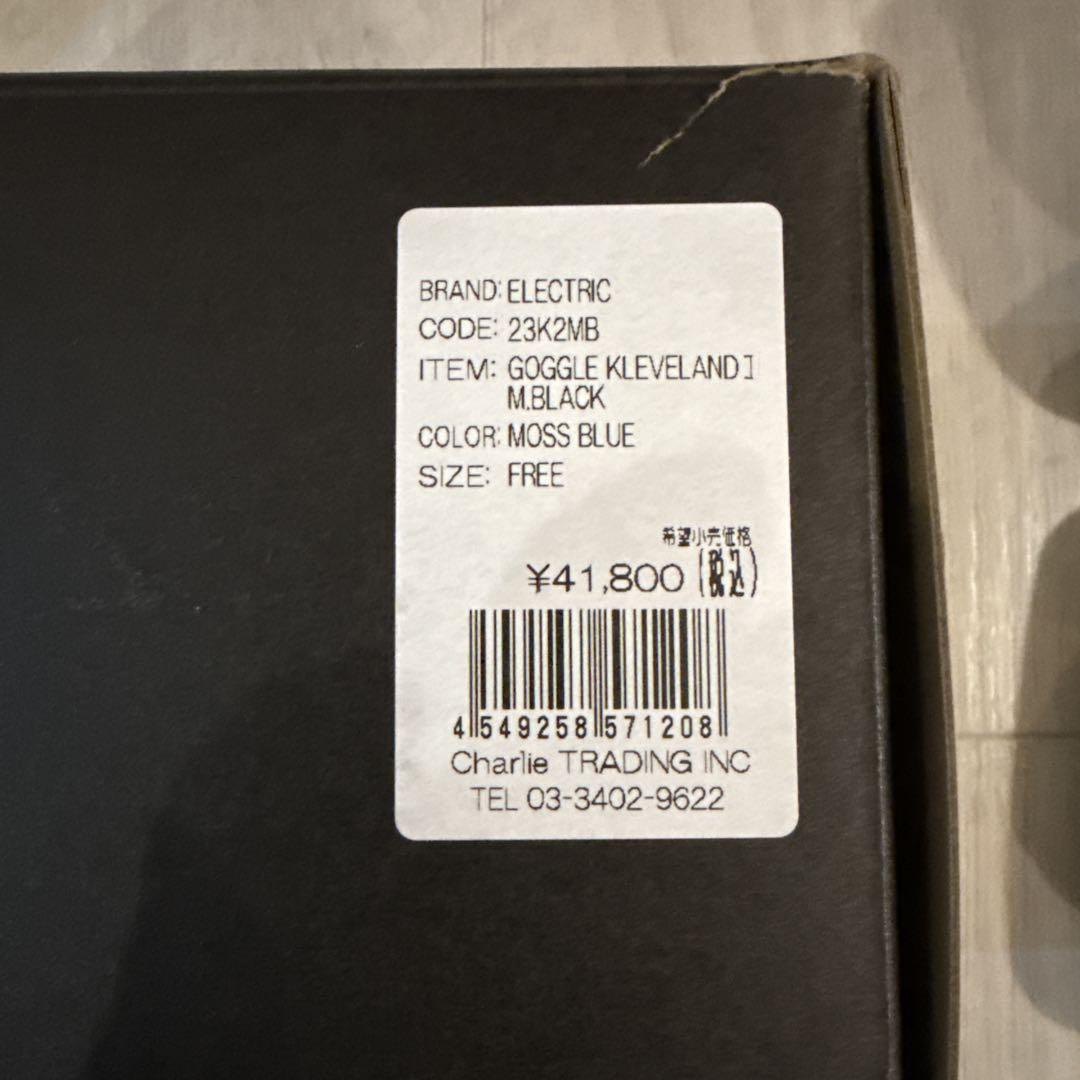 BRAND: ELECTRIC
CODE: 23K2MB
ITEM: GOGGLE KLEVELAND
M.BLACK
COLOR: MOSS BLUE
SIZE: FREE
希望小売価格
¥41,800 (税込)
4 549258 571208
Charlie TRADING INC
TEL 03-3402-9622